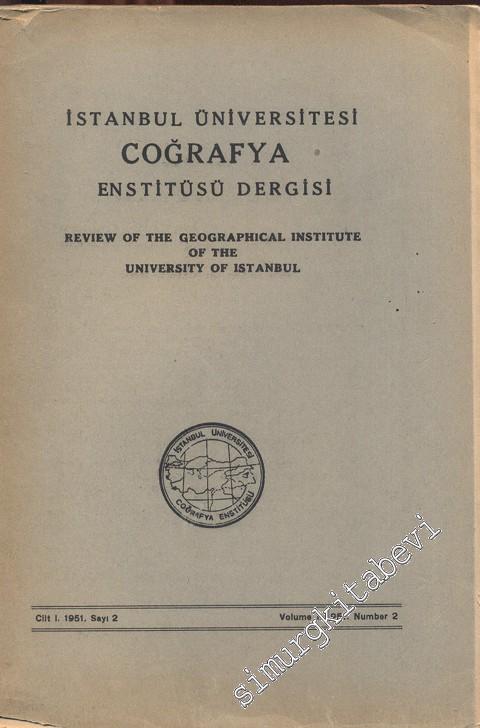 İSTANBUL ÜNİVERSİTESİ
COĞRAFYA
ENSTİTÜSÜ DERGİSİ
REVIEW OF THE GEOGRAPHICAL INSTITUTE
OF THE
UNIVERSITY OF ISTANBUL
İSTANBUL ÜNİVERSİTESİ
COĞRAFYA ENSTİTÜSÜ
Cilt I. 1951, Sayı 2
Volume Number 2
simurgkitabevi